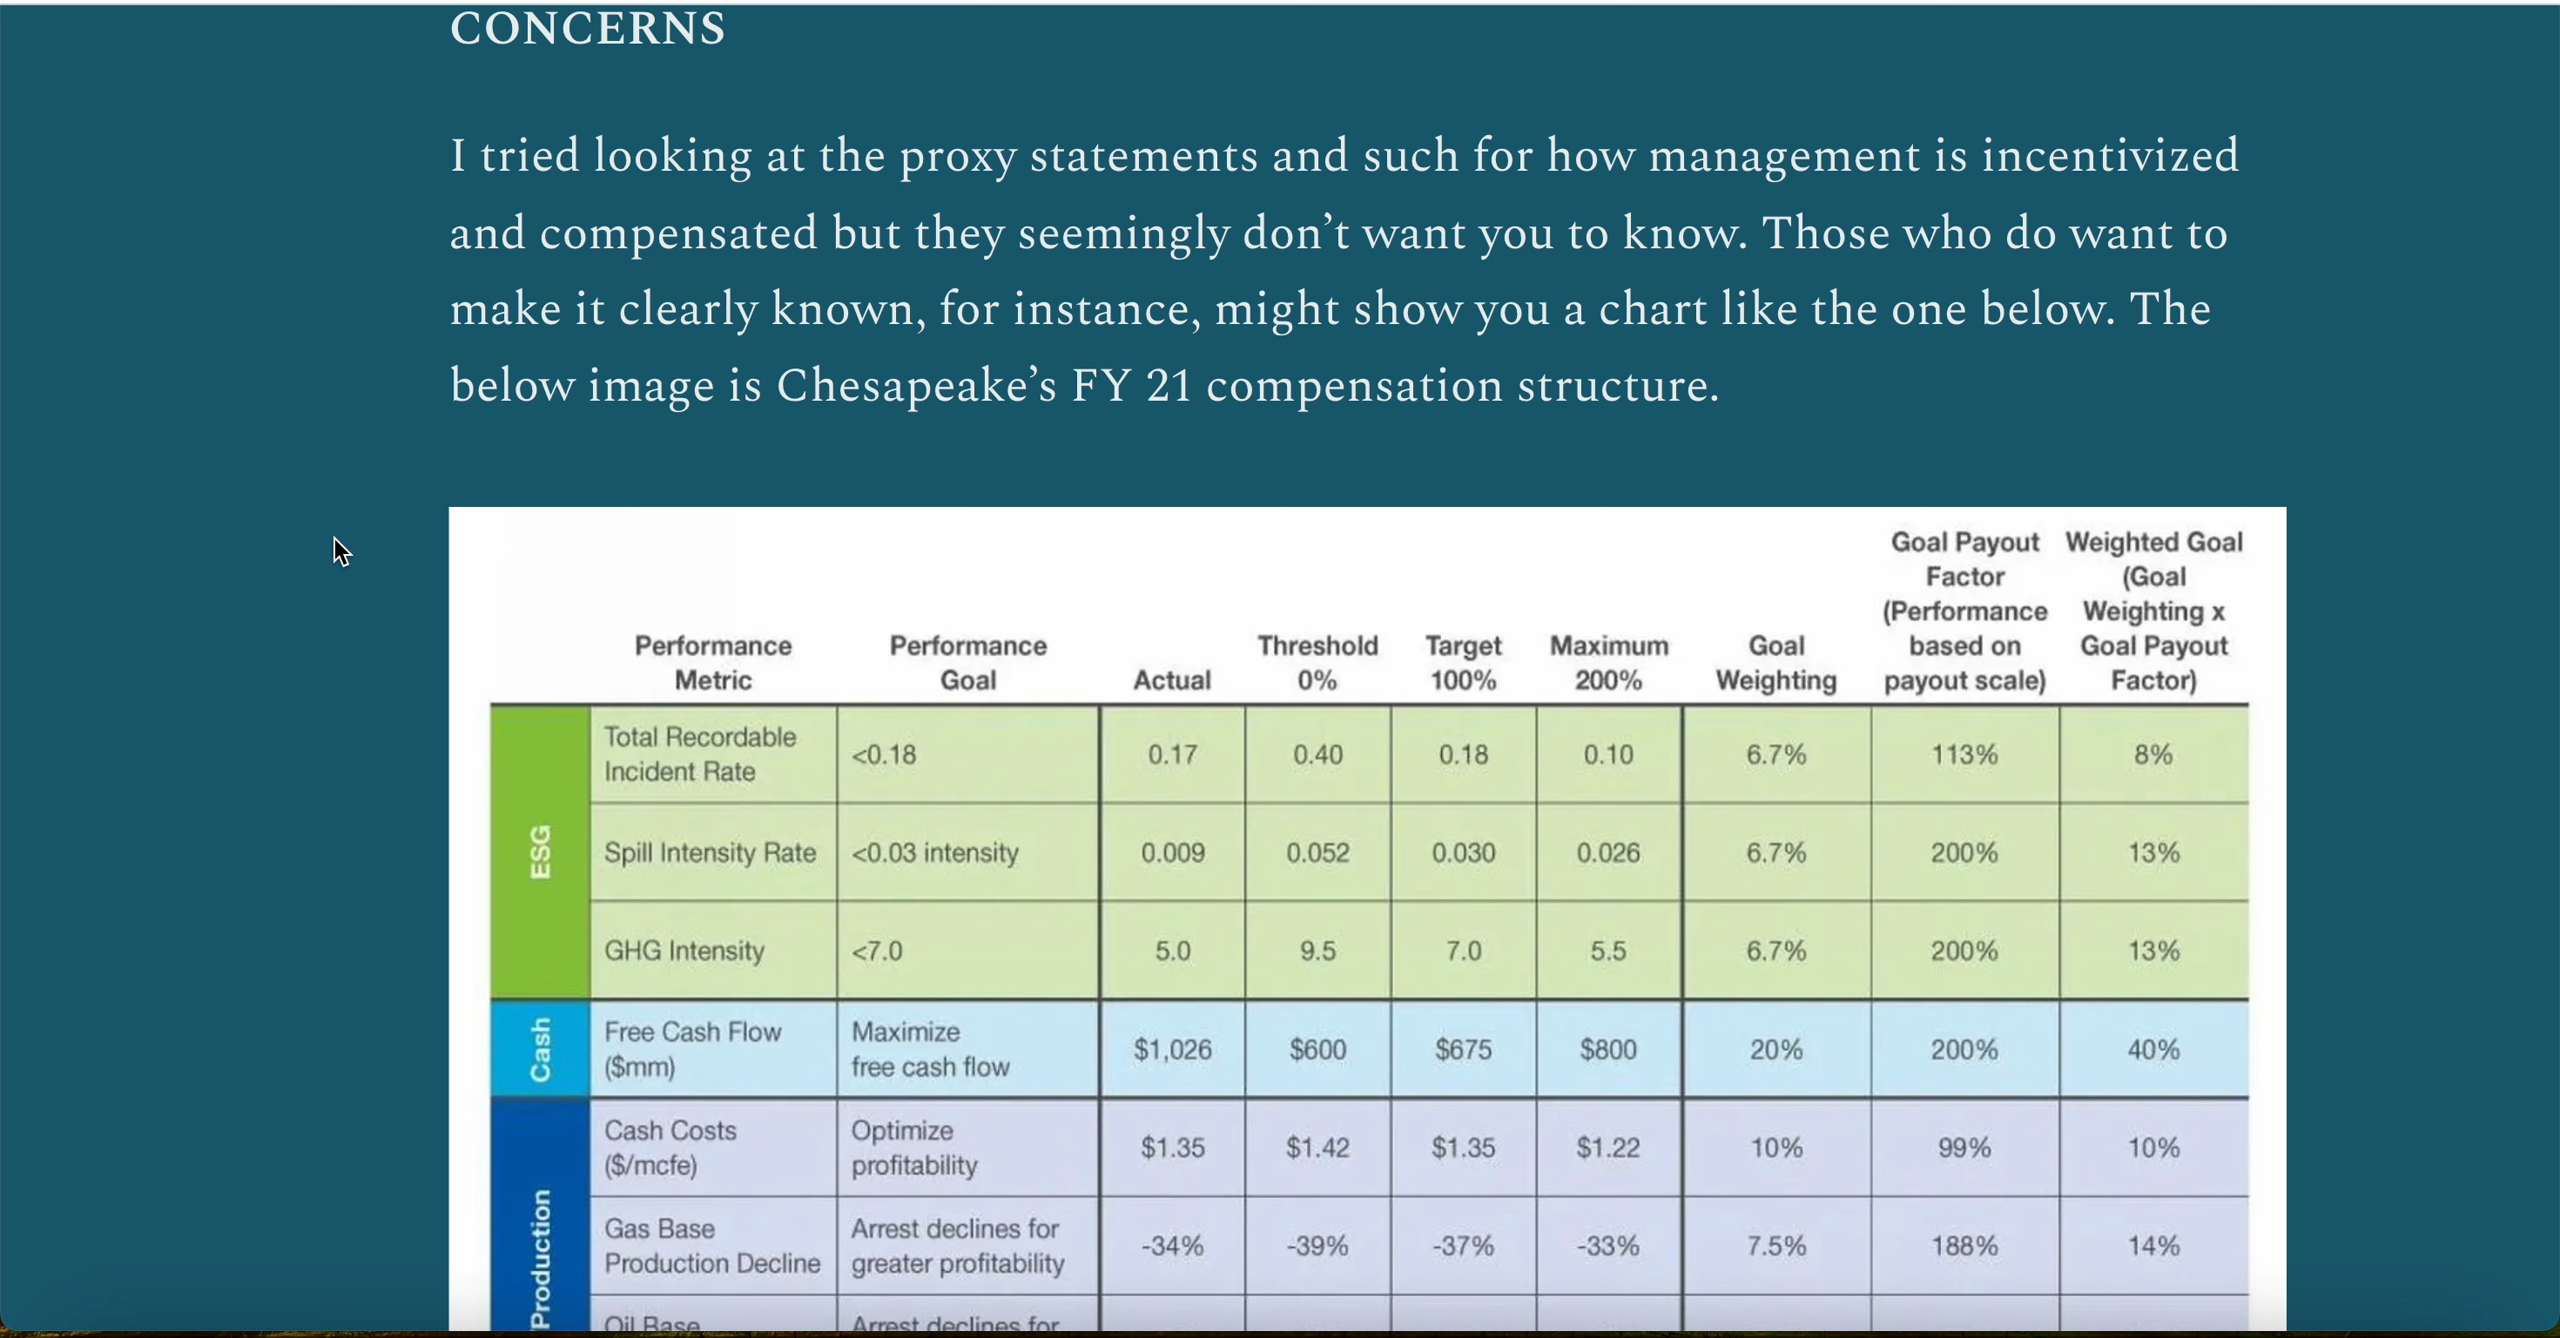 CONCERNS
I tried looking at the proxy statements and such for how management is incentivized
and compensated but they seemingly don’t want you to know. Those who do want to
make it clearly known, for instance, might show you a chart like the one below. The
below image is Chesapeake’s FY 21 compensation structure.
Performance Metric Performance Goal Actual Threshold 0% Target 100% Maximum 200% Goal Weighting Goal Payout Factor (Performance based on payout scale) Weighted Goal (Goal Weighting x Goal Payout Factor)
ESG
Total Recordable Incident Rate <0.18 0.17 0.40 0.18 0.10 6.7% 113% 8%
Spill Intensity Rate <0.03 intensity 0.009 0.052 0.030 0.026 6.7% 200% 13%
GHG Intensity <7.0 5.0 9.5 7.0 5.5 6.7% 200% 13%
Cash
Free Cash Flow ($mm) Maximize free cash flow $1,026 $600 $675 $800 20% 200% 40%
Production
Cash Costs ($/mcfe) Optimize profitability $1.35 $1.42 $1.35 $1.22 10% 99% 10%
Gas Base Production Decline Arrest declines for greater profitability -34% -39% -37% -33% 7.5% 188% 14%
Oil Base Arrest declines for